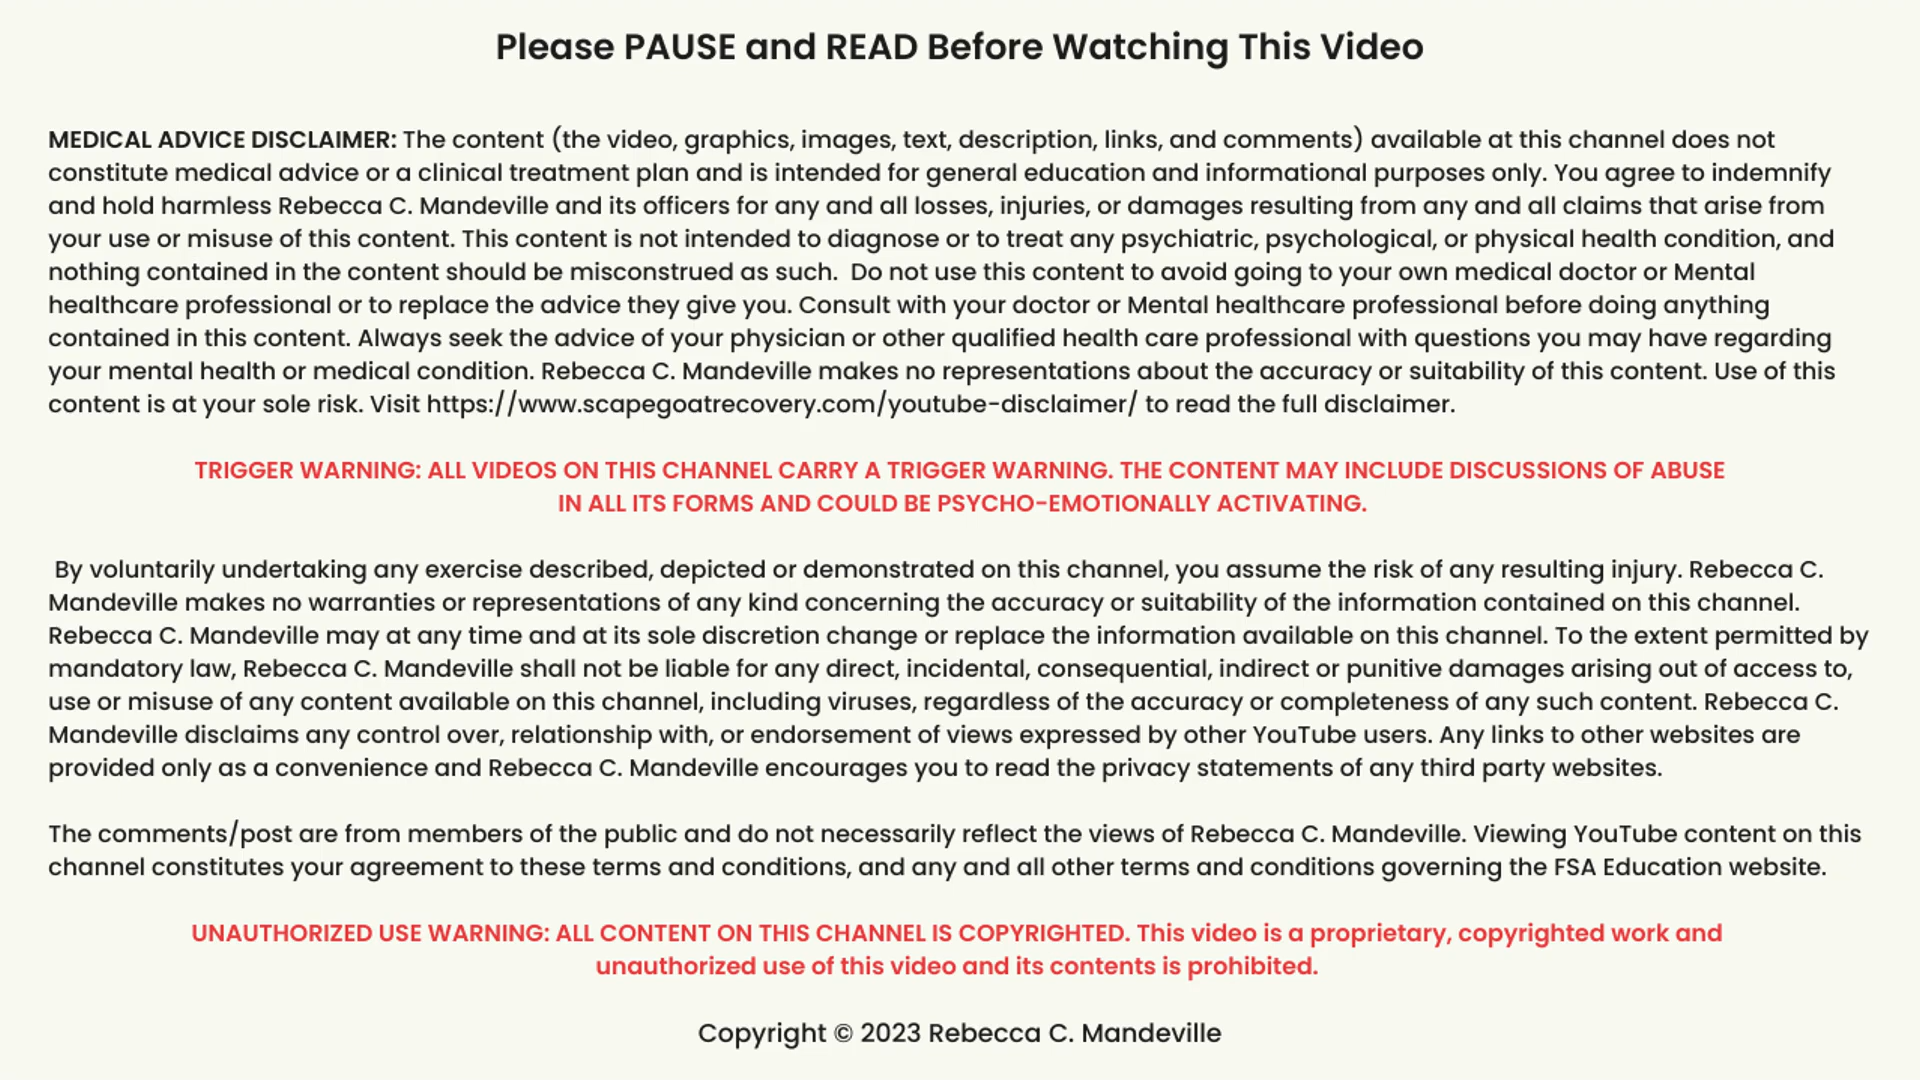 Please PAUSE and READ Before Watching This Video
MEDICAL ADVICE DISCLAIMER: The content (the video, graphics, images, text, description, links, and comments) available at this channel does not
constitute medical advice or a clinical treatment plan and is intended for general education and informational purposes only. You agree to indemnify
and hold harmless Rebecca C. Mandeville and its officers for any and all losses, injuries, or damages resulting from any and all claims that arise from
your use or misuse of this content. This content is not intended to diagnose or to treat any psychiatric, psychological, or physical health condition, and
nothing contained in the content should be misconstrued as such.  Do not use this content to avoid going to your own medical doctor or Mental
healthcare professional or to replace the advice they give you. Consult with your doctor or Mental healthcare professional before doing anything
contained in this content. Always seek the advice of your physician or other qualified health care professional with questions you may have regarding
your mental health or medical condition. Rebecca C. Mandeville makes no representations about the accuracy or suitability of this content. Use of this
content is at your sole risk. Visit https://www.scapegoatrecovery.com/youtube-disclaimer/ to read the full disclaimer.
TRIGGER WARNING: ALL VIDEOS ON THIS CHANNEL CARRY A TRIGGER WARNING. THE CONTENT MAY INCLUDE DISCUSSIONS OF ABUSE
IN ALL ITS FORMS AND COULD BE PSYCHO-EMOTIONALLY ACTIVATING.
By voluntarily undertaking any exercise described, depicted or demonstrated on this channel, you assume the risk of any resulting injury. Rebecca C.
Mandeville makes no warranties or representations of any kind concerning the accuracy or suitability of the information contained on this channel.
Rebecca C. Mandeville may at any time and at its sole discretion change or replace the information available on this channel. To the extent permitted by
mandatory law, Rebecca C. Mandeville shall not be liable for any direct, incidental, consequential, indirect or punitive damages arising out of access to,
use or misuse of any content available on this channel, including viruses, regardless of the accuracy or completeness of any such content. Rebecca C.
Mandeville disclaims any control over, relationship with, or endorsement of views expressed by other YouTube users. Any links to other websites are
provided only as a convenience and Rebecca C. Mandeville encourages you to read the privacy statements of any third party websites.
The comments/post are from members of the public and do not necessarily reflect the views of Rebecca C. Mandeville. Viewing YouTube content on this
channel constitutes your agreement to these terms and conditions, and any and all other terms and conditions governing the FSA Education website.
UNAUTHORIZED USE WARNING: ALL CONTENT ON THIS CHANNEL IS COPYRIGHTED. This video is a proprietary, copyrighted work and
unauthorized use of this video and its contents is prohibited.
Copyright © 2023 Rebecca C. Mandeville